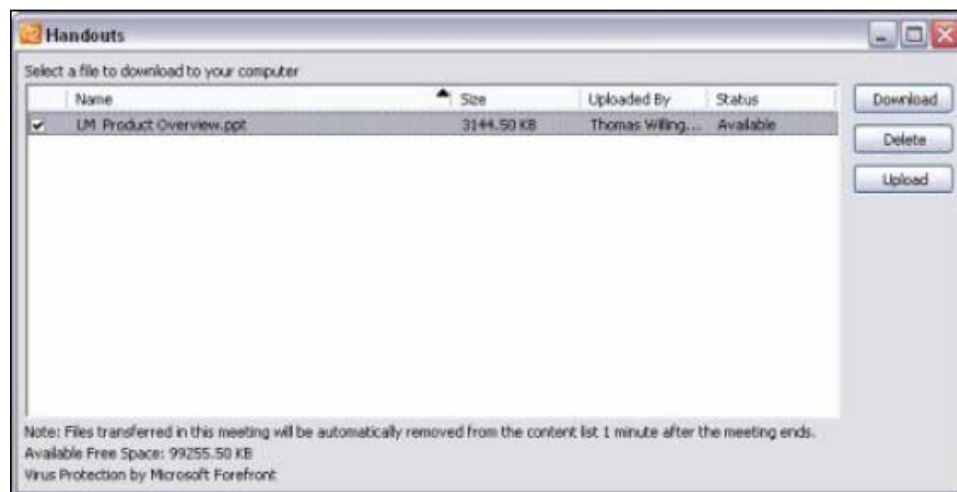 Handouts
Select a file to download to your computer
Name Size Uploaded By Status
LM Product Overview.ppt 3144.50 KB Thomas Willing.... Available
Download
Delete
Upload
Note: Files transferred in this meeting will be automatically removed from the content list 1 minute after the meeting ends.
Available Free Space: 99255.50 KB
Virus Protection by Microsoft Forefront